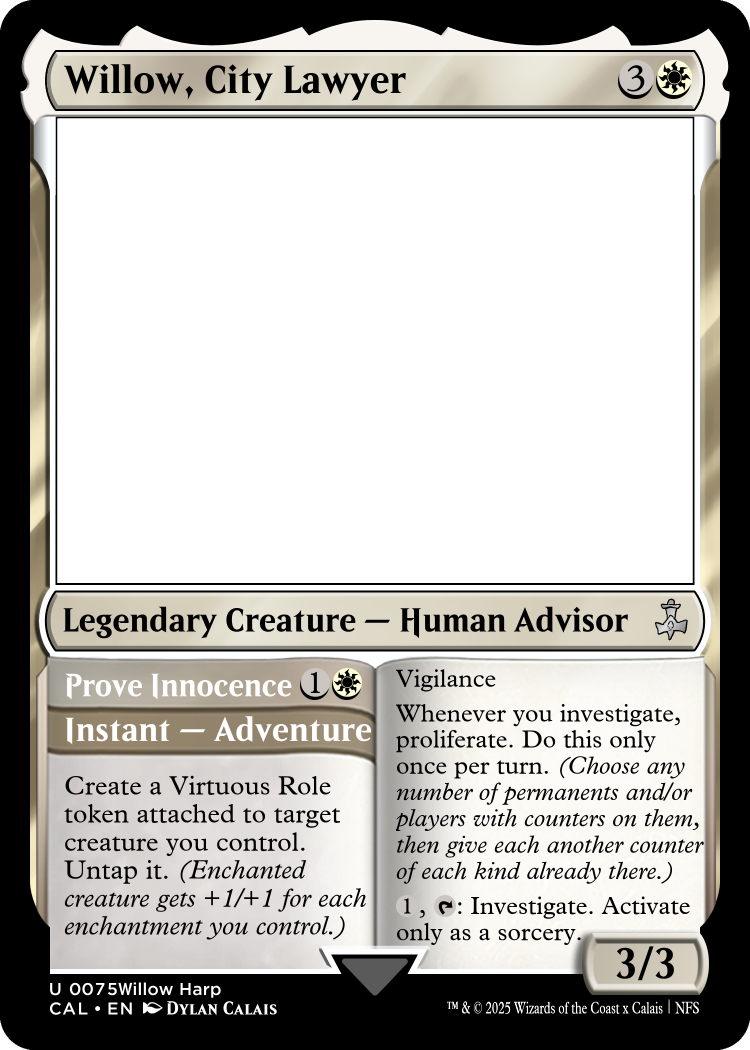 Willow, City Lawyer 3
Legendary Creature — Human Advisor
Prove Innocence 1
Instant — Adventure
Create a Virtuous Role
token attached to target
creature you control.
Untap it. (Enchanted
creature gets +1/+1 for each
enchantment you control.)
Vigilance
Whenever you investigate,
proliferate. Do this only
once per turn. (Choose any
number of permanents and/or
players with counters on them,
then give each another counter
of each kind already there.)
1 , : Investigate. Activate
only as a sorcery.
3/3
U 0075Willow Harp
CAL • EN Dylan Calais
™ & © 2025 Wizards of the Coast x Calais | NFS